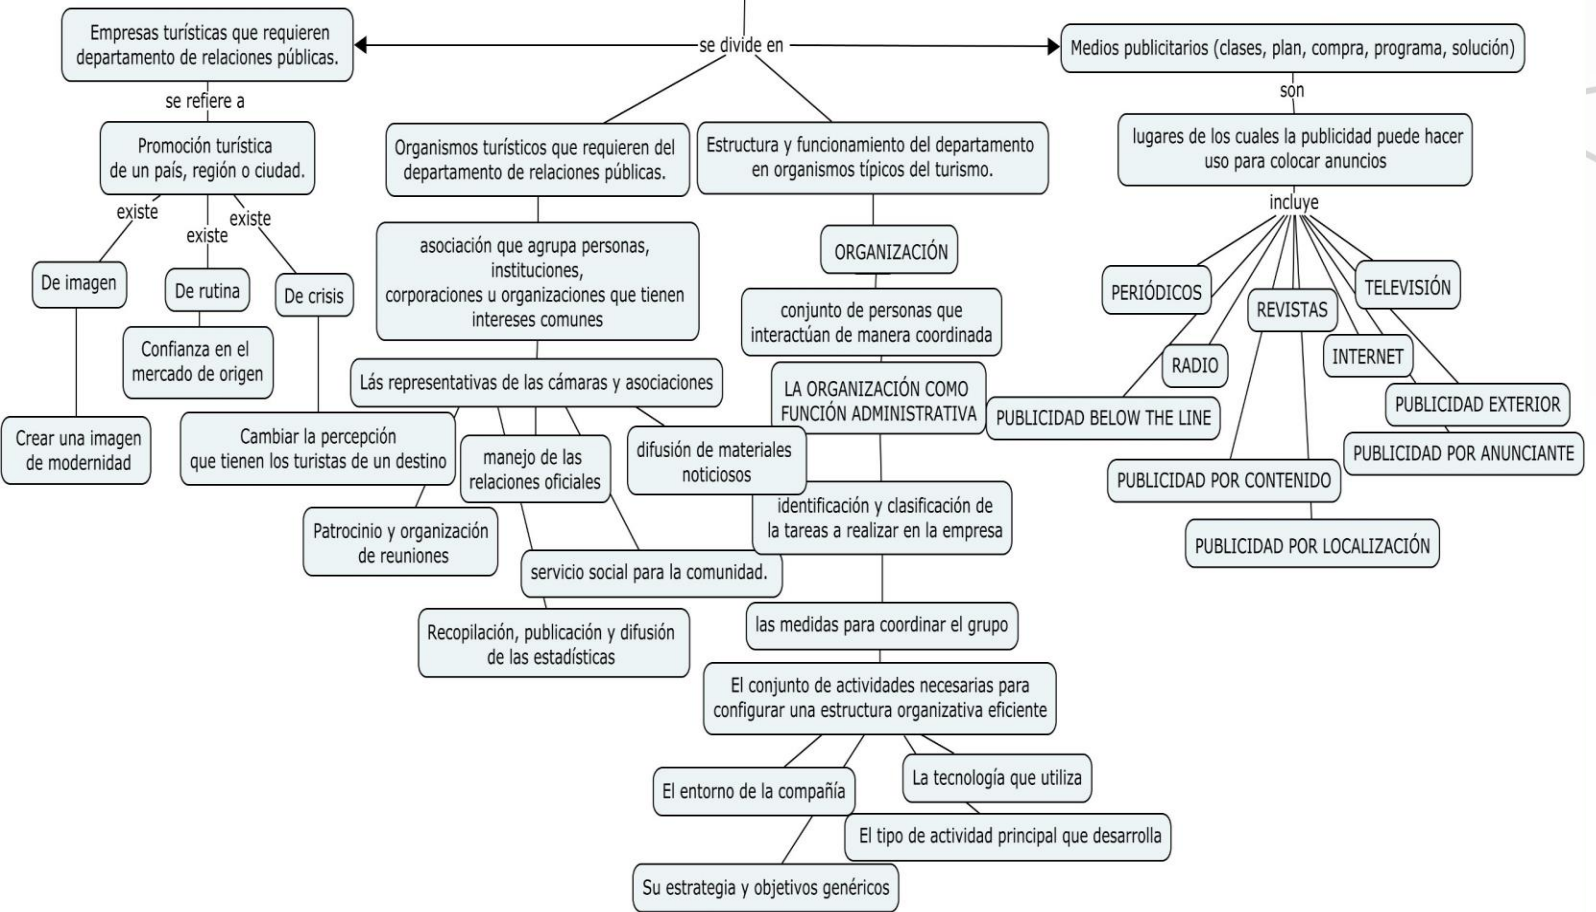 se divide en
Empresas turísticas que requieren
departamento de relaciones públicas.
se refiere a
Promoción turística
de un país, región o ciudad.
existe
existe
existe
De imagen
De rutina
De crisis
Crear una imagen
de modernidad
Confianza en el
mercado de origen
Cambiar la percepción
que tienen los turistas de un destino
Organismos turísticos que requieren del
departamento de relaciones públicas.
asociación que agrupa personas,
instituciones,
corporaciones u organizaciones que tienen
intereses comunes
Lás representativas de las cámaras y asociaciones
Patrocinio y organización
de reuniones
manejo de las
relaciones oficiales
difusión de materiales
noticiosos
servicio social para la comunidad.
Recopilación, publicación y difusión
de las estadísticas
Estructura y funcionamiento del departamento
en organismos típicos del turismo.
ORGANIZACIÓN
conjunto de personas que
interactúan de manera coordinada
LA ORGANIZACIÓN COMO
FUNCIÓN ADMINISTRATIVA
identificación y clasificación de
la tareas a realizar en la empresa
las medidas para coordinar el grupo
El conjunto de actividades necesarias para
configurar una estructura organizativa eficiente
El entorno de la compañía
La tecnología que utiliza
El tipo de actividad principal que desarrolla
Su estrategia y objetivos genéricos
Medios publicitarios (clases, plan, compra, programa, solución)
son
lugares de los cuales la publicidad puede hacer
uso para colocar anuncios
incluye
PERIÓDICOS
REVISTAS
TELEVISIÓN
RADIO
INTERNET
PUBLICIDAD BELOW THE LINE
PUBLICIDAD EXTERIOR
PUBLICIDAD POR ANUNCIANTE
PUBLICIDAD POR CONTENIDO
PUBLICIDAD POR LOCALIZACIÓN